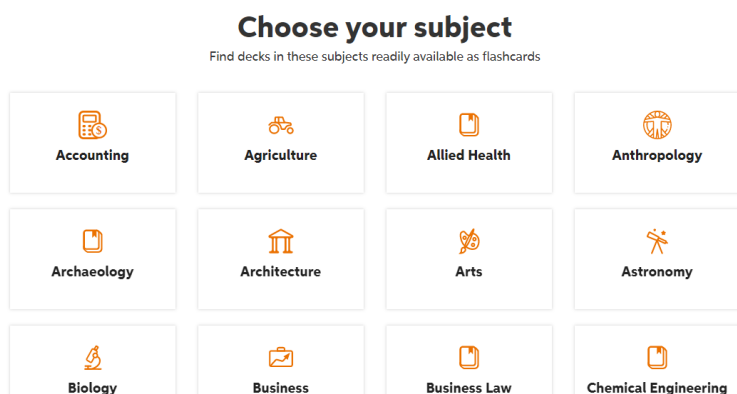 Choose your subject
Find decks in these subjects readily available as flashcards
Accounting
Agriculture
Allied Health
Anthropology
Archaeology
Architecture
Arts
Astronomy
Biology
Business
Business Law
Chemical Engineering